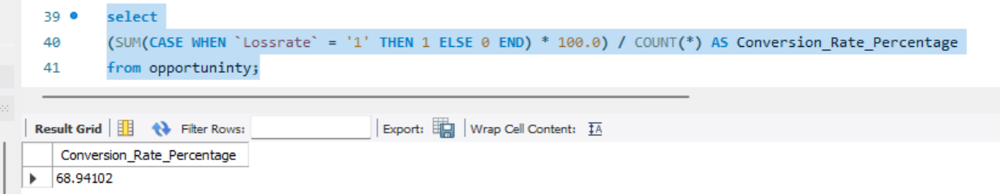 39 select
40 (SUM(CASE WHEN `Lossrate` = '1' THEN 1 ELSE 0 END) * 100.0) / COUNT(*) AS Conversion_Rate_Percentage
41 from opportuninty;
Result Grid Filter Rows: Export: Wrap Cell Content: IA
Conversion_Rate_Percentage
68.94102